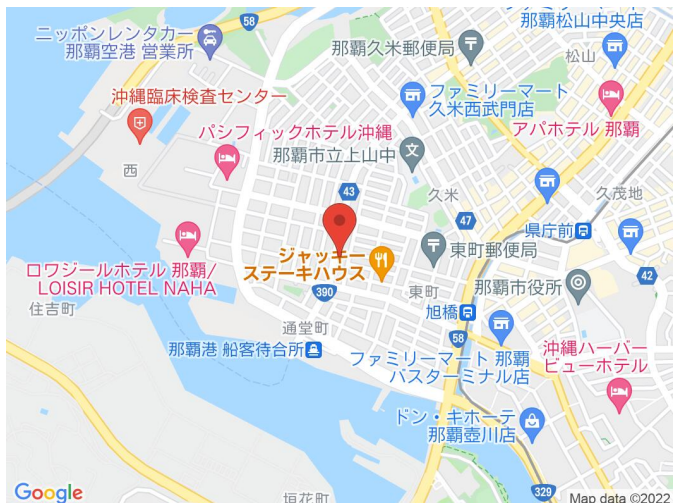 58
ファミリーマート
那覇松山中央店
ニッポンレンタカー
那覇空港 営業所
那覇久米郵便局
松山
沖縄臨床検査センター
ファミリーマート
久米西武門店
アパホテル 那覇
パシフィックホテル沖縄
那覇市立上山中
西
43
久米
久茂地
47
県庁前
ロワジールホテル 那覇/
LOISIR HOTEL NAHA
ジャッキー
ステーキハウス
東町郵便局
42
390
東町
那覇市役所
住吉町
旭橋
通堂町
58
那覇港 船客待合所
ファミリーマート 那覇
バスターミナル店
沖縄ハーバー
ビューホテル
ドン・キホーテ
那覇壺川店
329
垣花町
Google
Map data ©2022